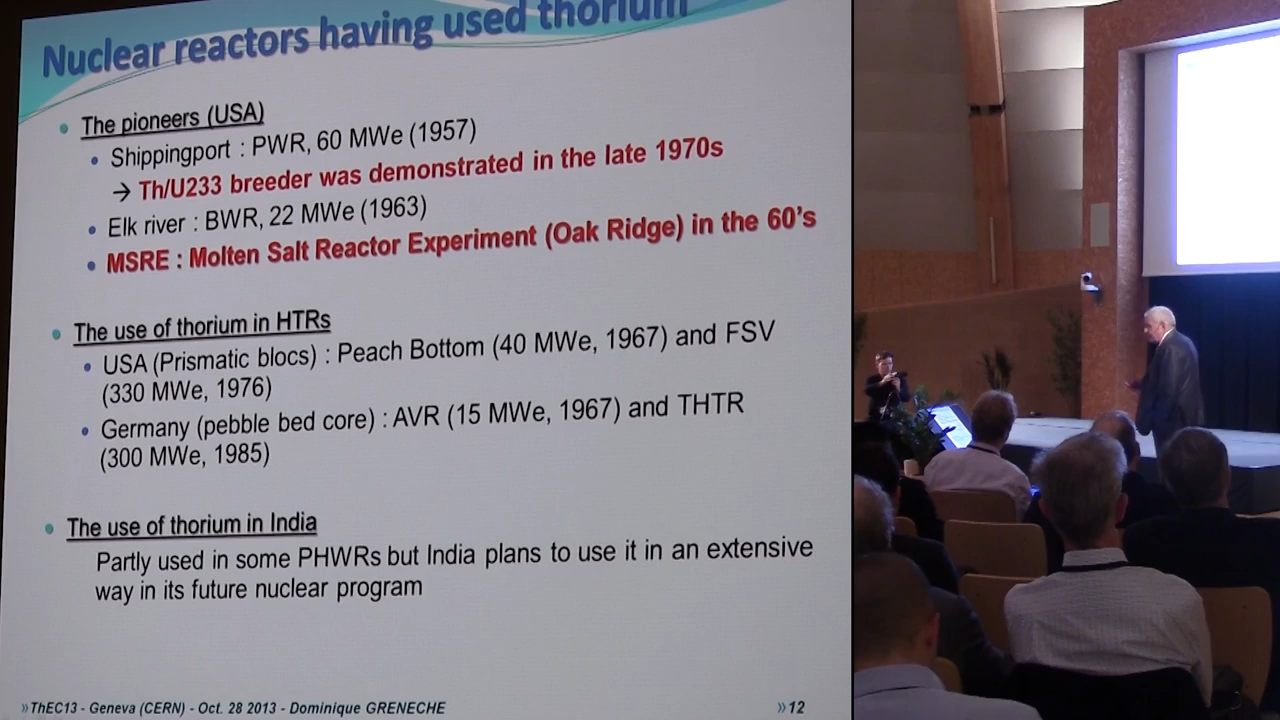 Nuclear reactors having used thorium
• The pioneers (USA)
• Shippingport : PWR, 60 MWe (1957)
→ Th/U233 breeder was demonstrated in the late 1970s
• Elk river : BWR, 22 MWe (1963)
• MSRE : Molten Salt Reactor Experiment (Oak Ridge) in the 60's
• The use of thorium in HTRs
• USA (Prismatic blocs) : Peach Bottom (40 MWe, 1967) and FSV
(330 MWe, 1976)
• Germany (pebble bed core) : AVR (15 MWe, 1967) and THTR
(300 MWe, 1985)
• The use of thorium in India
Partly used in some PHWRs but India plans to use it in an extensive
way in its future nuclear program
»ThEC13 - Geneva (CERN) - Oct. 28 2013 - Dominique GRENECHE
»12